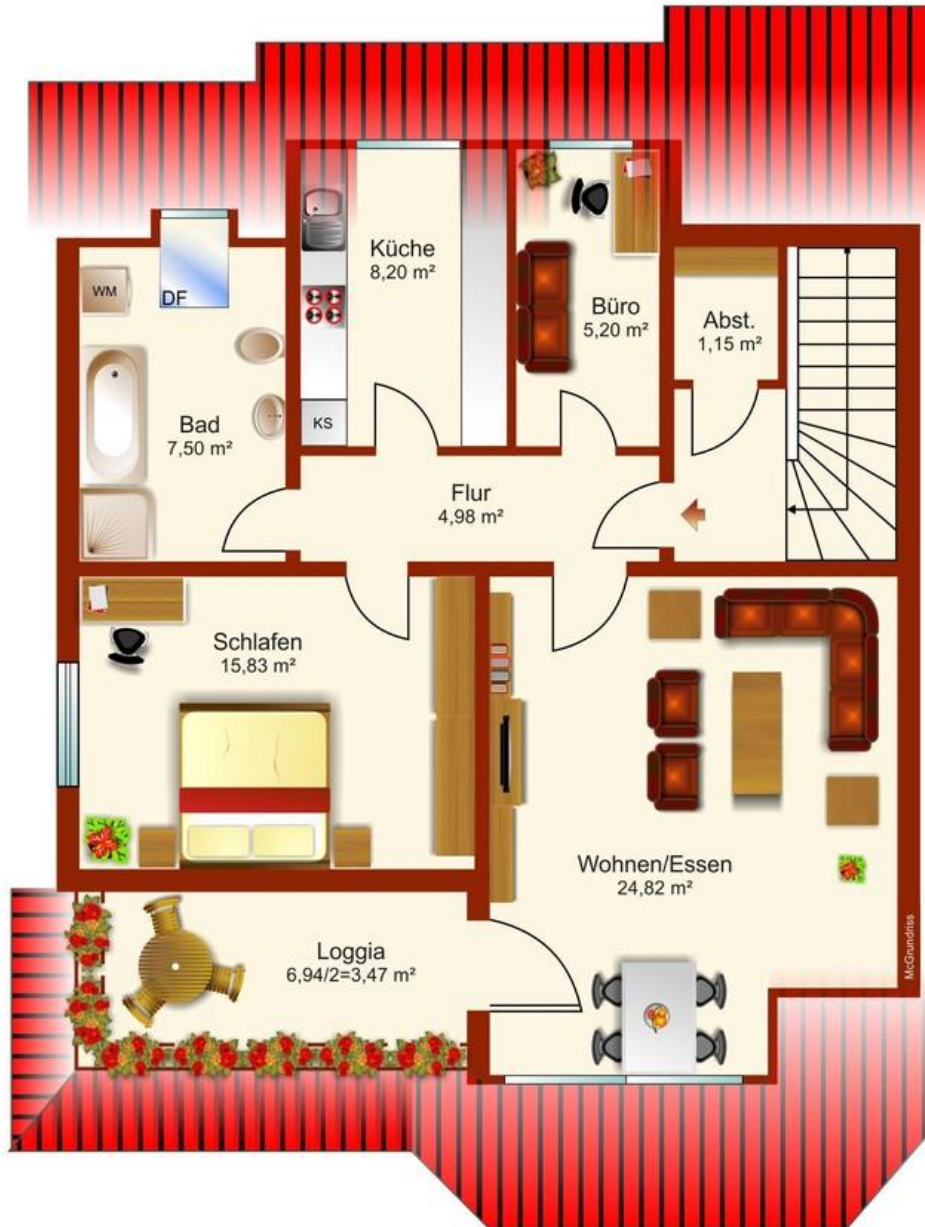 Küche
8,20 m²
Büro
5,20 m²
Abst.
1,15 m²
WM
DF
Bad
7,50 m²
KS
Flur
4,98 m²
Schlafen
15,83 m²
Wohnen/Essen
24,82 m²
Loggia
6,94/2=3,47 m²
McGrundriss